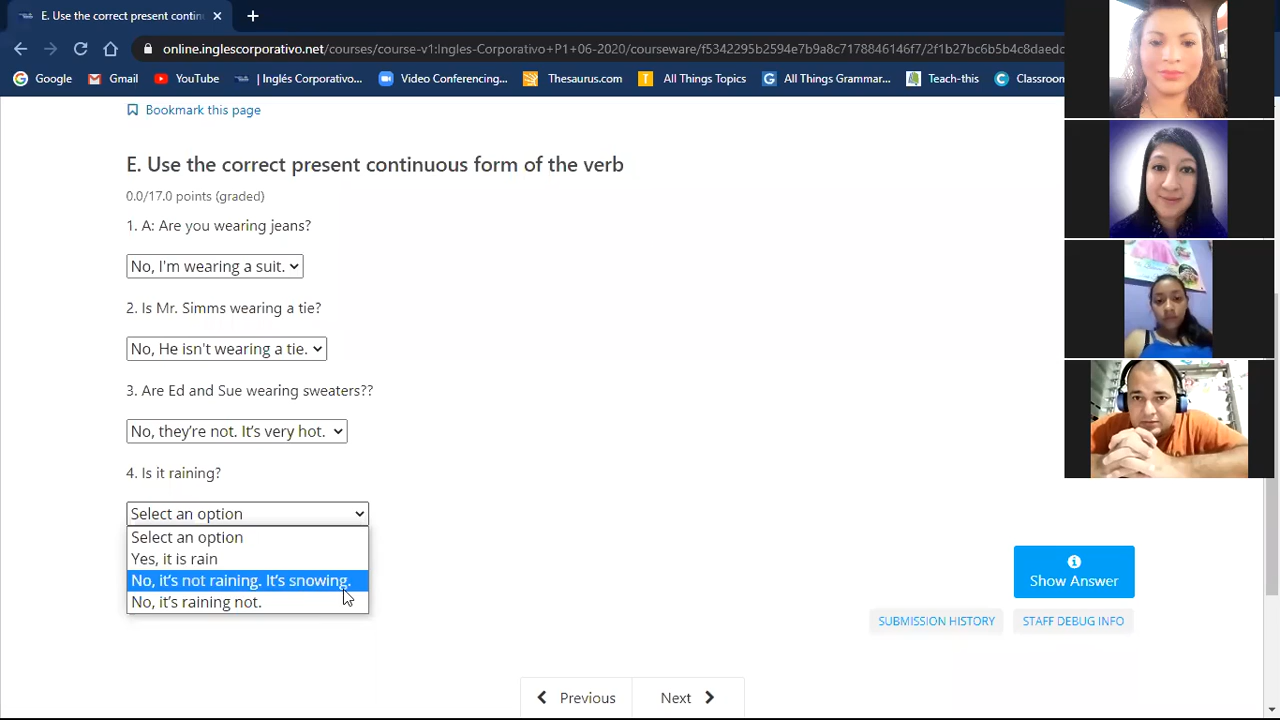 E. Use the correct present contin
online.inglescorporativo.net/courses/course-v1:Ingles-Corporativo+P1+06-2020/courseware/f5342295b2594e7b9a8c7178846146f7/2f1b27bc6b5b4c8daedc
Google Gmail YouTube | Inglés Corporativo... Video Conferencing... Thesaurus.com All Things Topics All Things Grammar... Teach-this Classroom
Bookmark this page
E. Use the correct present continuous form of the verb
0.0/17.0 points (graded)
1. A: Are you wearing jeans?
No, I'm wearing a suit.
2. Is Mr. Simms wearing a tie?
No, He isn't wearing a tie.
3. Are Ed and Sue wearing sweaters??
No, they’re not. It’s very hot.
4. Is it raining?
Select an option
Select an option
Yes, it is rain
No, it’s not raining. It’s snowing.
No, it’s raining not.
Show Answer
SUBMISSION HISTORY STAFF DEBUG INFO
Previous Next